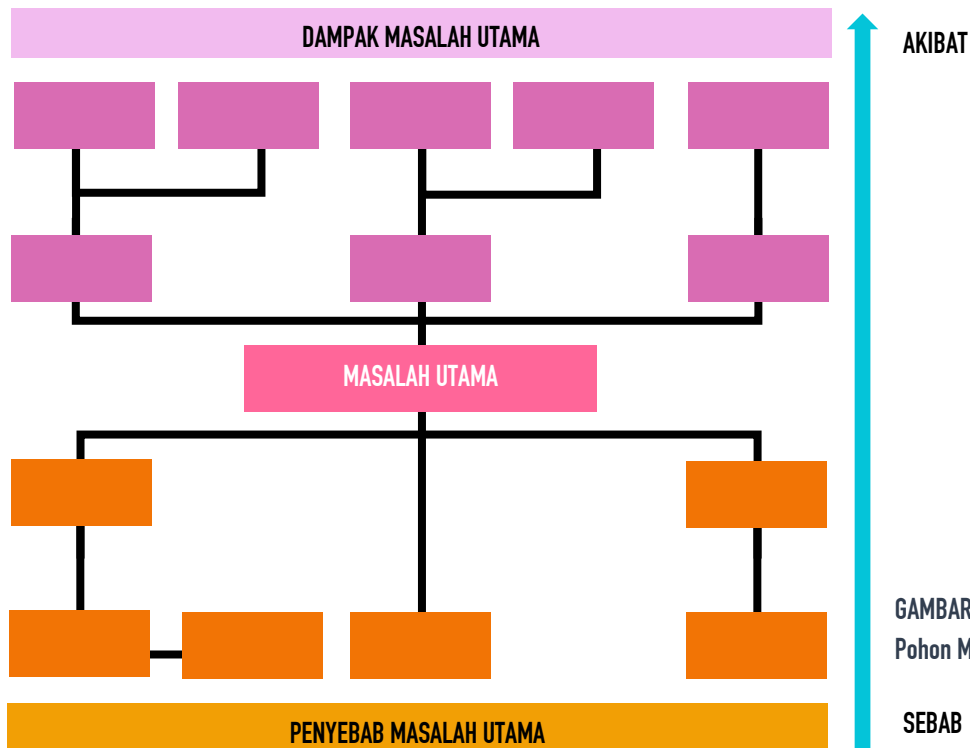 DAMPAK MASALAH UTAMA
AKIBAT
MASALAH UTAMA
GAMBAR
Pohon M
SEBAB
PENYEBAB MASALAH UTAMA